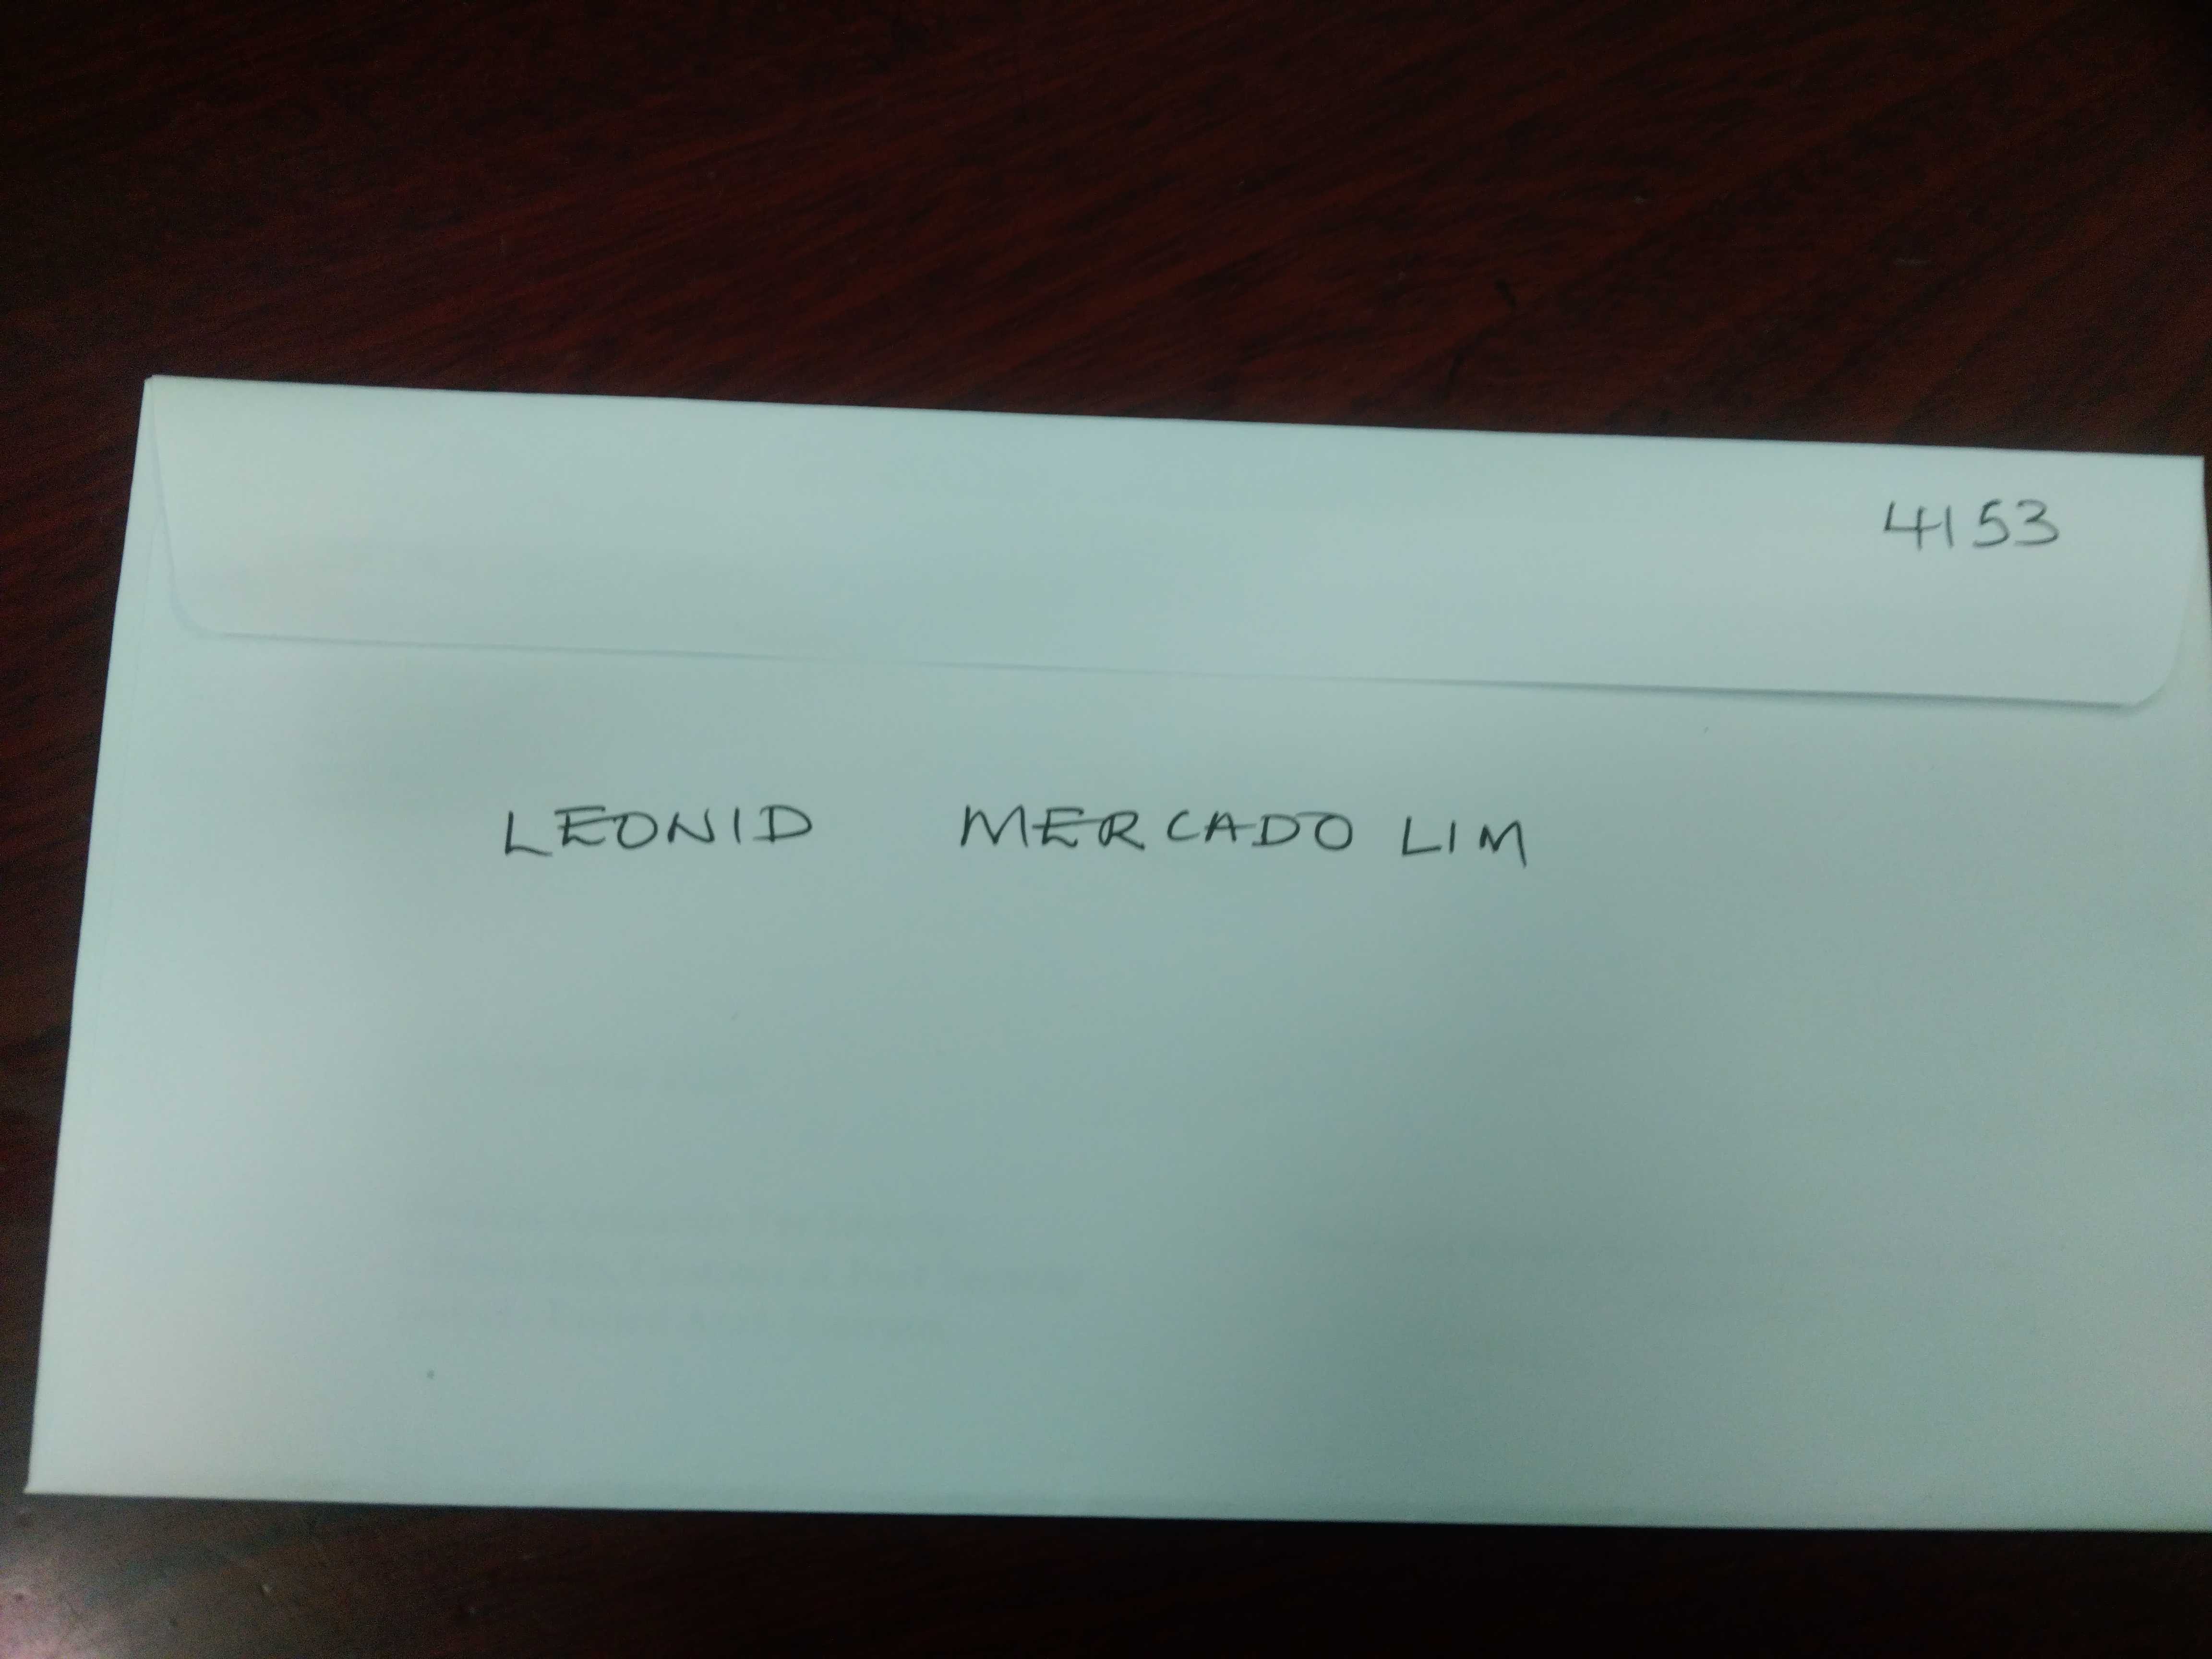 4153
LEONID MERCADO LIM